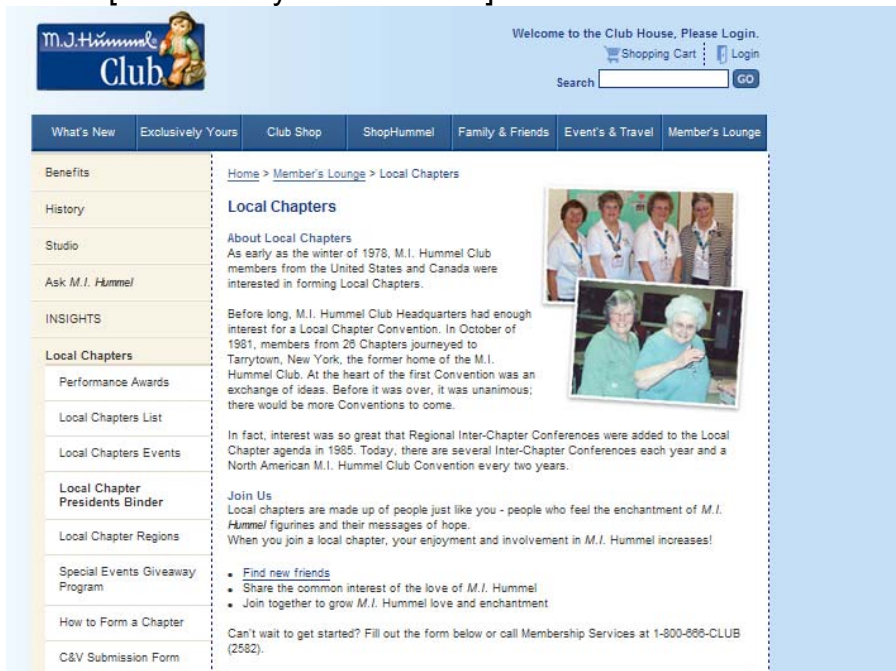 M.I. Hummel
Club
Welcome to the Club House, Please Login.
Shopping Cart
Login
Search
GO
What's New
Exclusively Yours
Club Shop
ShopHummel
Family & Friends
Event's & Travel
Member's Lounge
Benefits
History
Studio
Ask M.I. Hummel
INSIGHTS
Local Chapters
Performance Awards
Local Chapters List
Local Chapters Events
Local Chapter
Presidents Binder
Local Chapter Regions
Special Events Giveaway
Program
How to Form a Chapter
C&V Submission Form
Home > Member's Lounge > Local Chapters
Local Chapters
About Local Chapters
As early as the winter of 1978, M.I. Hummel Club
members from the United States and Canada were
interested in forming Local Chapters.
Before long, M.I. Hummel Club Headquarters had enough
interest for a Local Chapter Convention. In October of
1981, members from 26 Chapters journeyed to
Tarrytown, New York, the former home of the M.I.
Hummel Club. At the heart of the first Convention was an
exchange of ideas. Before it was over, it was unanimous;
there would be more Conventions to come.
In fact, interest was so great that Regional Inter-Chapter Conferences were added to the Local
Chapter agenda in 1985. Today, there are several Inter-Chapter Conferences each year and a
North American M.I. Hummel Club Convention every two years.
Join Us
Local chapters are made up of people just like you - people who feel the enchantment of M.I.
Hummel figurines and their messages of hope.
When you join a local chapter, your enjoyment and involvement in M.I. Hummel increases!
• Find new friends
• Share the common interest of the love of M.I. Hummel
• Join together to grow M.I. Hummel love and enchantment
Can't wait to get started? Fill out the form below or call Membership Services at 1-800-666-CLUB
(2582).